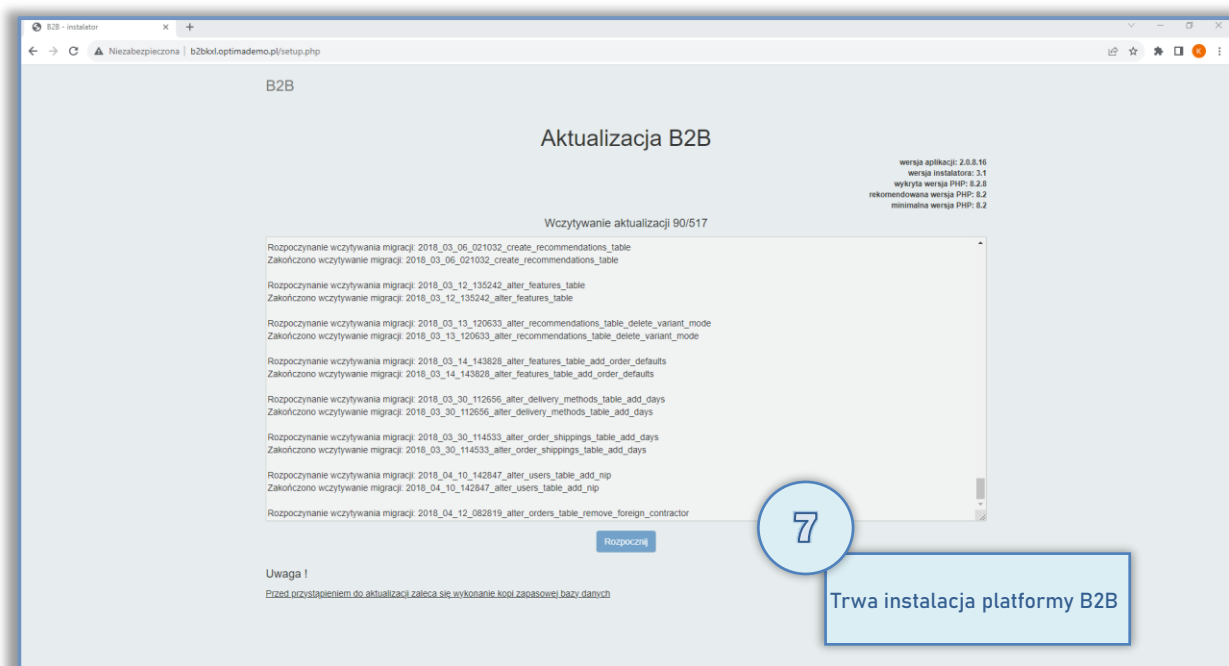 B2B - instalator
Niezabezpieczona | b2bkxl.optimademo.pl/setup.php
K
B2B
Aktualizacja B2B
wersja aplikacji: 2.0.8.16
wersja instalatora: 3.1
wykryta wersja PHP: 8.2.8
rekomendowana wersja PHP: 8.2
minimalna wersja PHP: 8.2
Wczytywanie aktualizacji 90/517
Rozpoczynanie wczytywania migracji: 2018_03_06_021032_create_recommendations_table
Zakończono wczytywanie migracji: 2018_03_06_021032_create_recommendations_table
Rozpoczynanie wczytywania migracji: 2018_03_12_135242_alter_features_table
Zakończono wczytywanie migracji: 2018_03_12_135242_alter_features_table
Rozpoczynanie wczytywania migracji: 2018_03_13_120633_alter_recommendations_table_delete_variant_mode
Zakończono wczytywanie migracji: 2018_03_13_120633_alter_recommendations_table_delete_variant_mode
Rozpoczynanie wczytywania migracji: 2018_03_14_143828_alter_features_table_add_order_defaults
Zakończono wczytywanie migracji: 2018_03_14_143828_alter_features_table_add_order_defaults
Rozpoczynanie wczytywania migracji: 2018_03_30_112656_alter_delivery_methods_table_add_days
Zakończono wczytywanie migracji: 2018_03_30_112656_alter_delivery_methods_table_add_days
Rozpoczynanie wczytywania migracji: 2018_03_30_114533_alter_order_shippings_table_add_days
Zakończono wczytywanie migracji: 2018_03_30_114533_alter_order_shippings_table_add_days
Rozpoczynanie wczytywania migracji: 2018_04_10_142847_alter_users_table_add_nip
Zakończono wczytywanie migracji: 2018_04_10_142847_alter_users_table_add_nip
Rozpoczynanie wczytywania migracji: 2018_04_12_082819_alter_orders_table_remove_foreign_contractor
Rozpocznij
7
Trwa instalacja platformy B2B
Uwaga !
Przed przystąpieniem do aktualizacji zaleca się wykonanie kopi zapasowej bazy danych